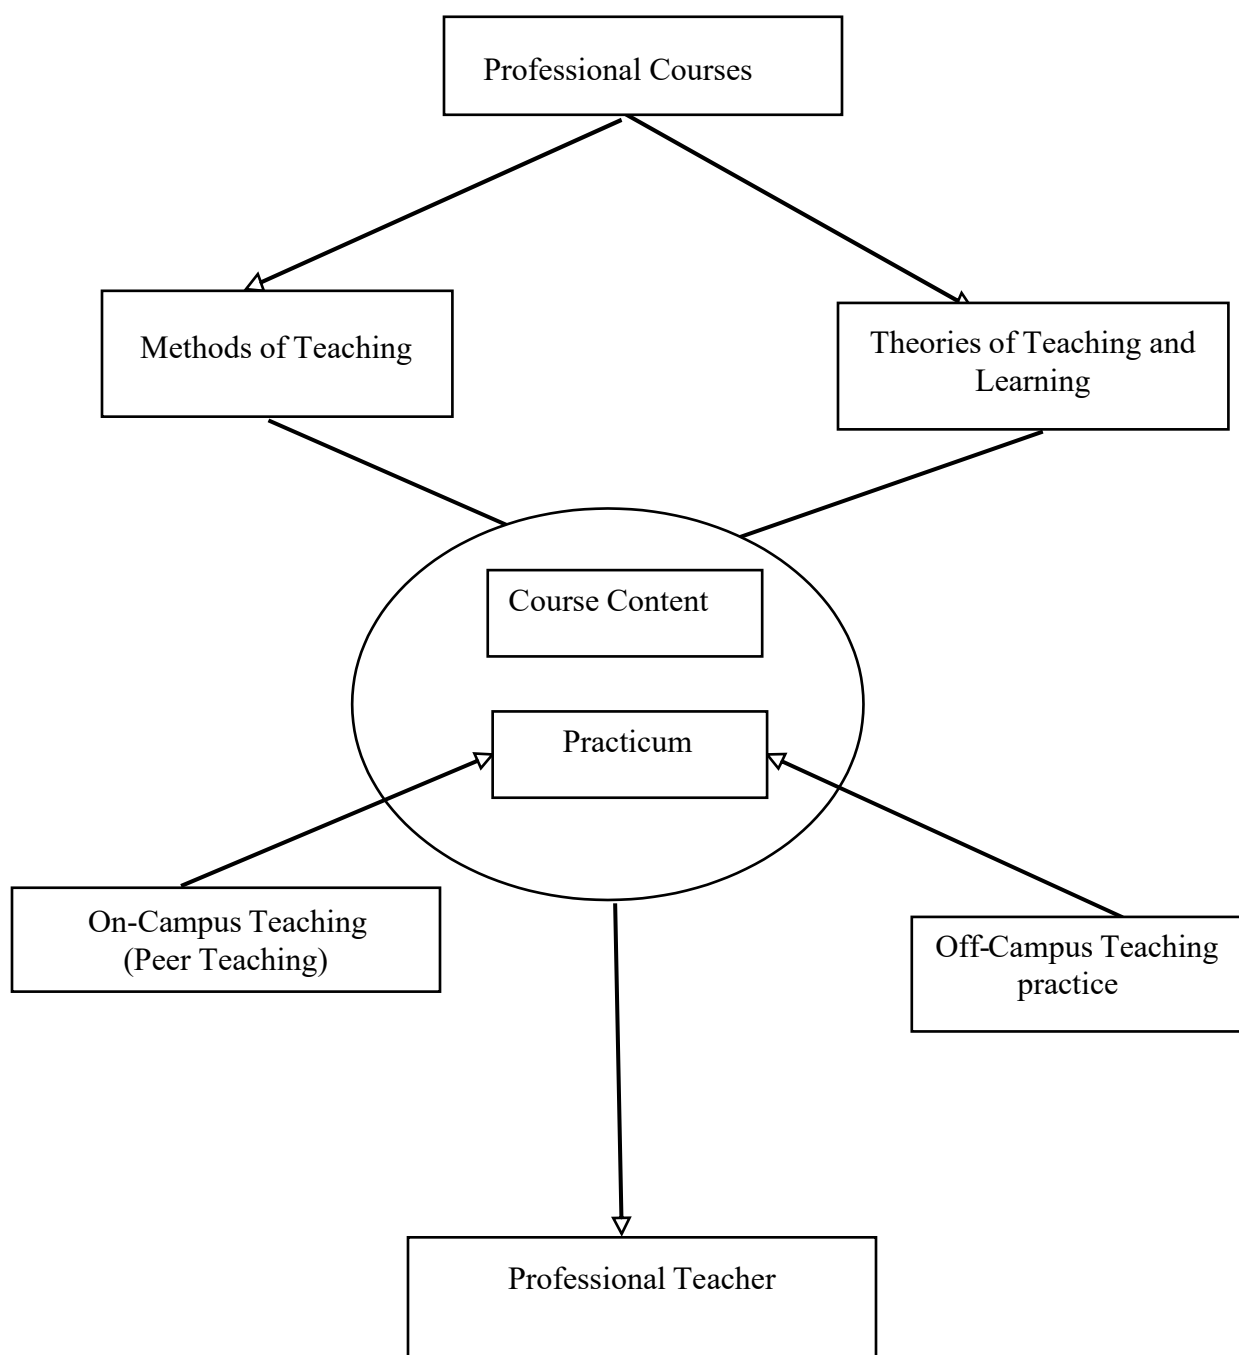 Professional Courses
Methods of Teaching
Theories of Teaching and
Learning
Course Content
Practicum
On-Campus Teaching
(Peer Teaching)
Off-Campus Teaching
practice
Professional Teacher